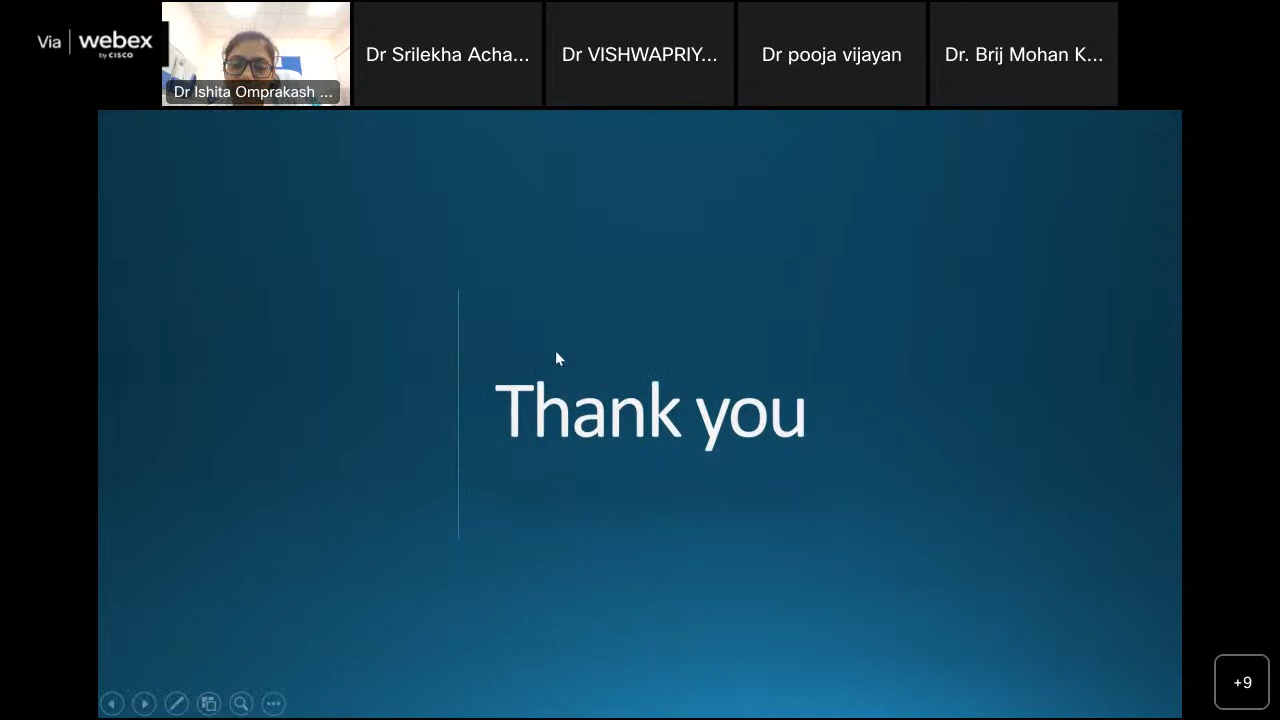 Via | webex
by CISCO
Dr Ishita Omprakash ...
Dr Srilekha Acha...
Dr VISHWAPRIY...
Dr pooja vijayan
Dr. Brij Mohan K...
Thank you
+9